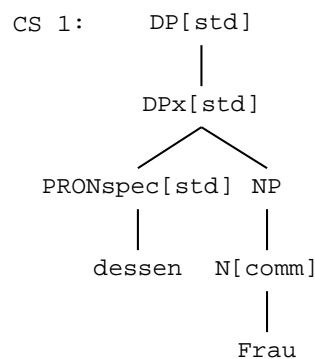 CS 1: DP[std]
DPx[std]
PRONspec[std] NP
dessen N[comm]
Frau